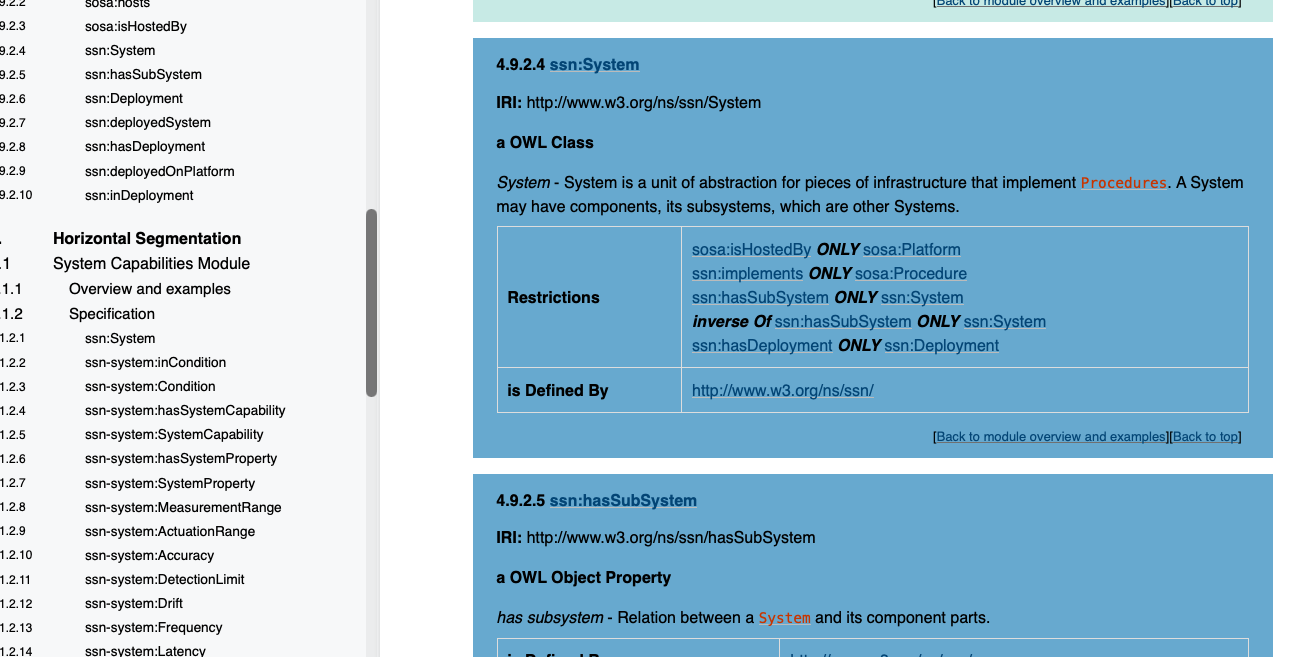 9.2.2 sosa:hosts
9.2.3 sosa:isHostedBy
9.2.4 ssn:System
9.2.5 ssn:hasSubSystem
9.2.6 ssn:Deployment
9.2.7 ssn:deployedSystem
9.2.8 ssn:hasDeployment
9.2.9 ssn:deployedOnPlatform
9.2.10 ssn:inDeployment
. Horizontal Segmentation
.1 System Capabilities Module
.1.1 Overview and examples
.1.2 Specification
1.2.1 ssn:System
1.2.2 ssn-system:inCondition
1.2.3 ssn-system:Condition
1.2.4 ssn-system:hasSystemCapability
1.2.5 ssn-system:SystemCapability
1.2.6 ssn-system:hasSystemProperty
1.2.7 ssn-system:SystemProperty
1.2.8 ssn-system:MeasurementRange
1.2.9 ssn-system:ActuationRange
1.2.10 ssn-system:Accuracy
1.2.11 ssn-system:DetectionLimit
1.2.12 ssn-system:Drift
1.2.13 ssn-system:Frequency
1.2.14 ssn-system:Latency
[Back to module overview and examples][Back to top]
4.9.2.4 ssn:System
IRI: http://www.w3.org/ns/ssn/System
a OWL Class
System - System is a unit of abstraction for pieces of infrastructure that implement Procedures. A System
may have components, its subsystems, which are other Systems.
Restrictions
sosa:isHostedBy ONLY sosa:Platform
ssn:implements ONLY sosa:Procedure
ssn:hasSubSystem ONLY ssn:System
inverse Of ssn:hasSubSystem ONLY ssn:System
ssn:hasDeployment ONLY ssn:Deployment
is Defined By http://www.w3.org/ns/ssn/
[Back to module overview and examples][Back to top]
4.9.2.5 ssn:hasSubSystem
IRI: http://www.w3.org/ns/ssn/hasSubSystem
a OWL Object Property
has subsystem - Relation between a System and its component parts.
is Defined By